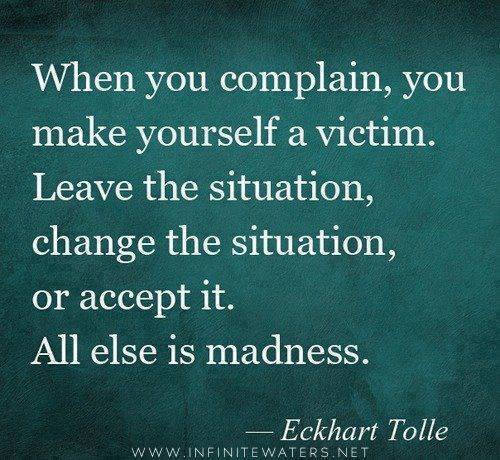 When you complain, you
make yourself a victim.
Leave the situation,
change the situation,
or accept it.
All else is madness.
— Eckhart Tolle
WWW.INFINITEWATERS.NET